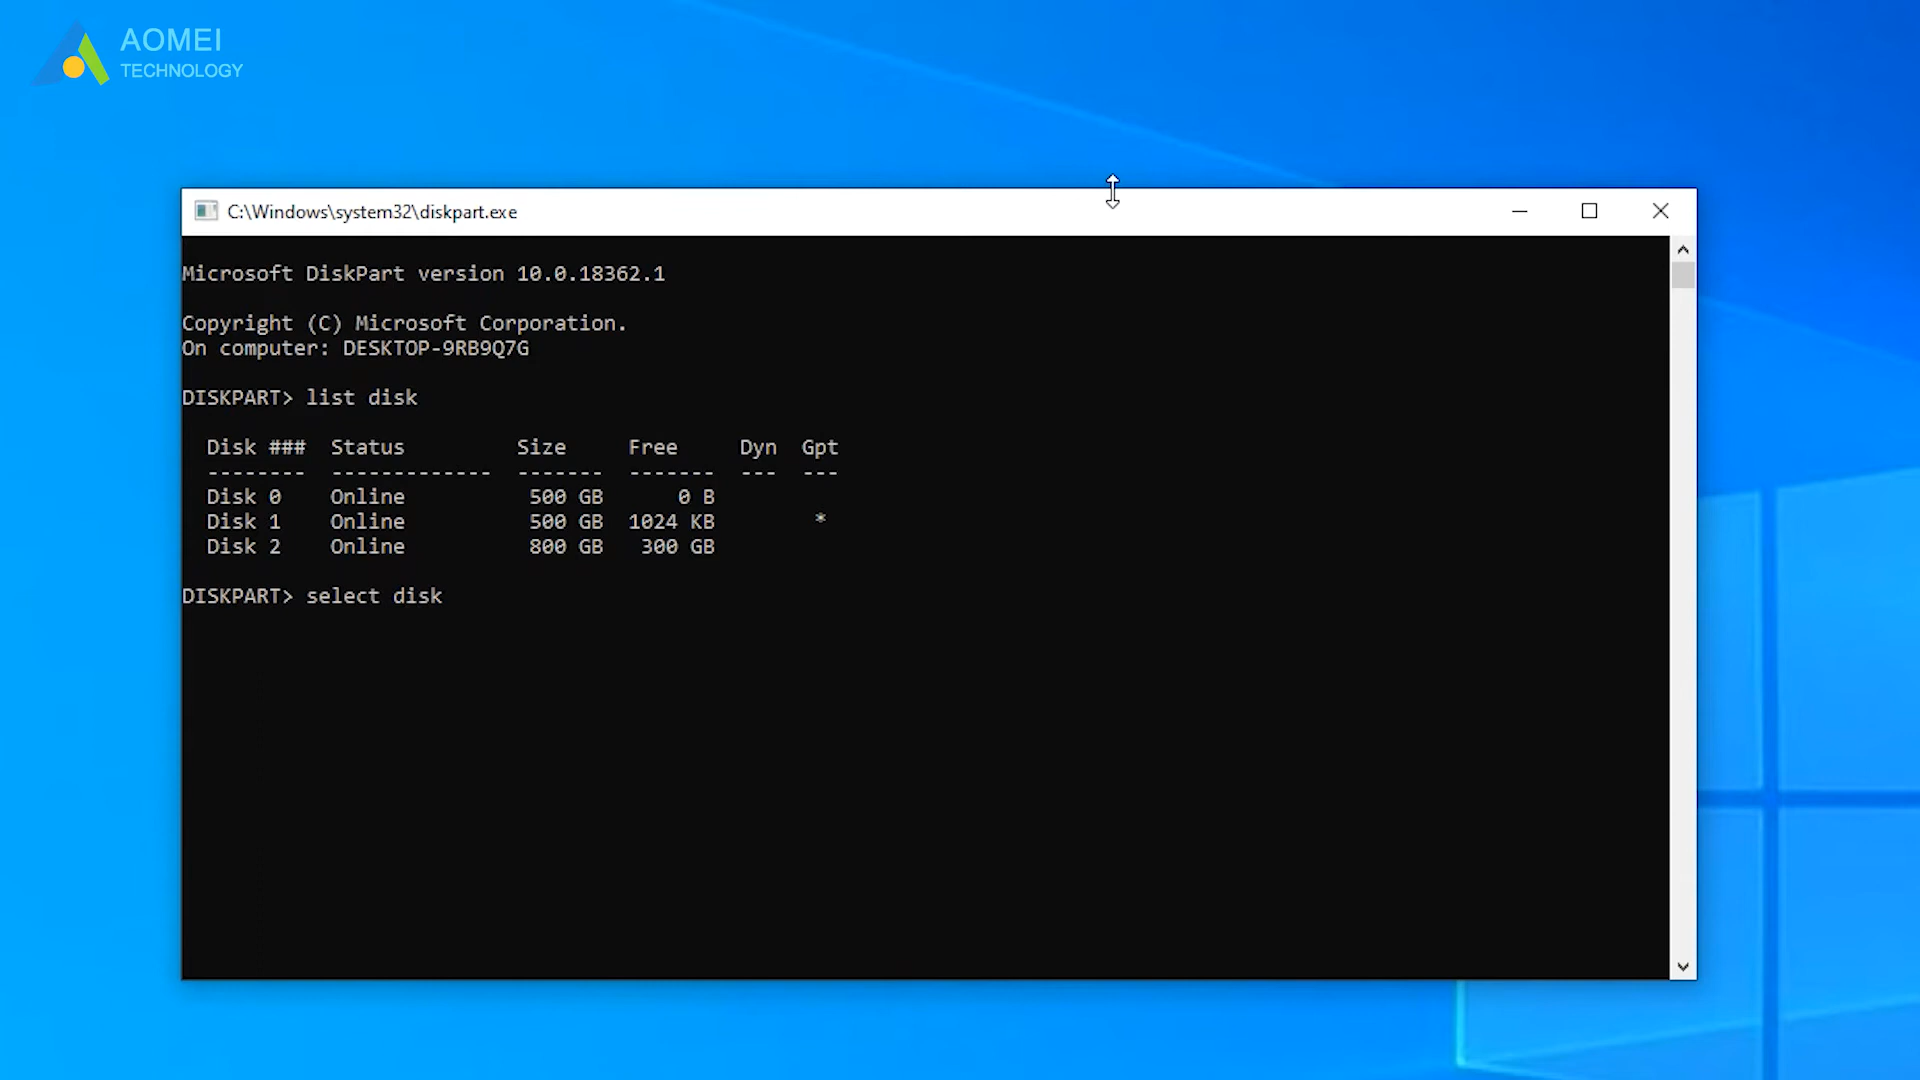 AOMEI
TECHNOLOGY
C:\Windows\system32\diskpart.exe
Microsoft DiskPart version 10.0.18362.1
Copyright (C) Microsoft Corporation.
On computer: DESKTOP-9RB9Q7G
DISKPART> list disk
  Disk ###  Status         Size     Free     Dyn  Gpt
  --------  -------------  -------  -------  ---  ---
  Disk 0    Online          500 GB      0 B
  Disk 1    Online          500 GB  1024 KB        *
  Disk 2    Online          800 GB   300 GB
DISKPART> select disk